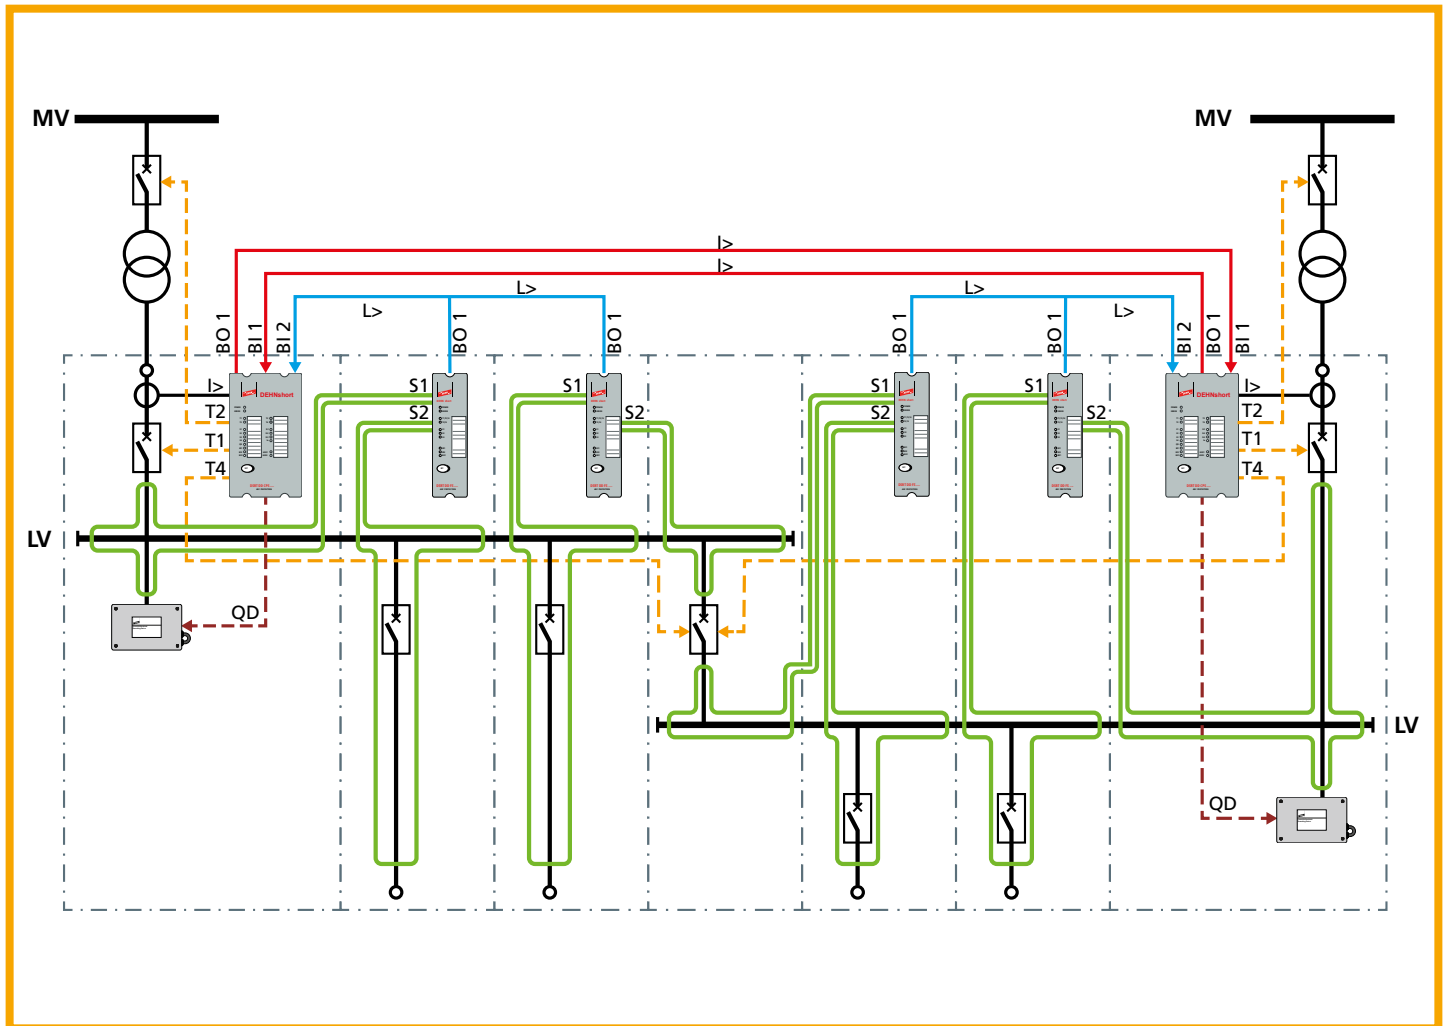 MV
MV
I>
I>
L>
L>
L>
L>
BO 1
BI 1
BI 2
BO 1
BO 1
BO 1
BO 1
BI 2
BO 1
BI 1
I>
T2
T1
T4
DEHNshort
S1
S2
S1
S2
S1
S2
S1
S2
DEHNshort
I>
T2
T1
T4
LV
QD
LV
QD